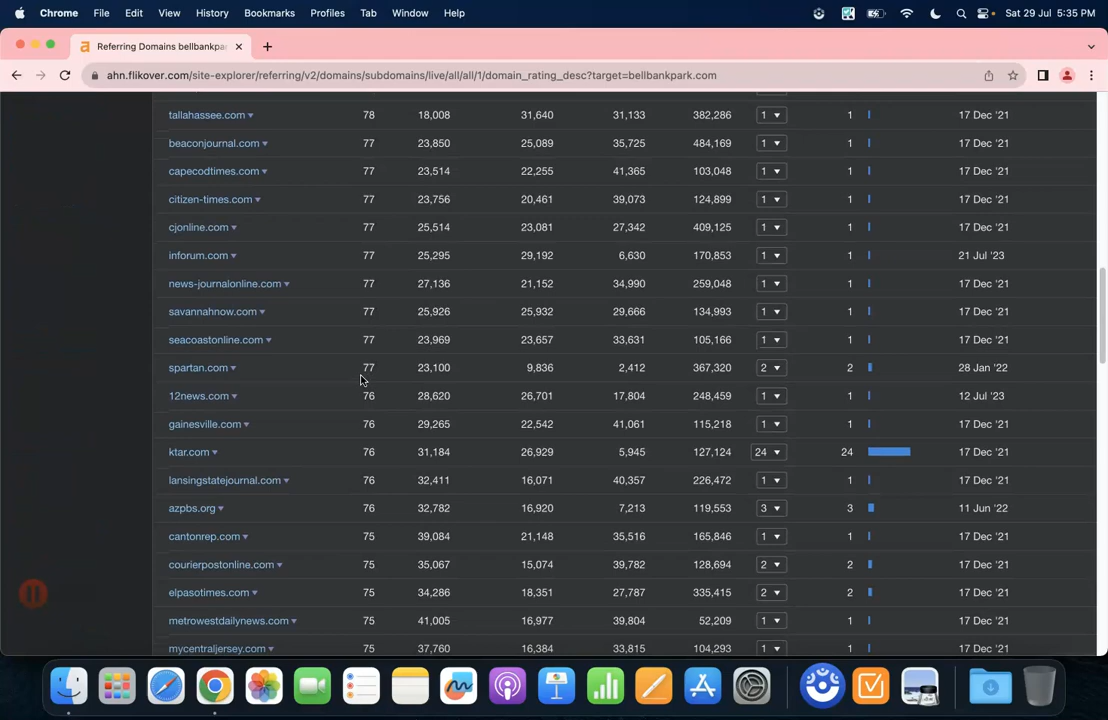 Chrome File Edit View History Bookmarks Profiles Tab Window Help Sat 29 Jul 5:35 PM
Referring Domains bellbankpa
ahn.flikover.com/site-explorer/referring/v2/domains/subdomains/live/all/all/1/domain_rating_desc?target=bellbankpark.com
tallahassee.com 78 18,008 31,640 31,133 382,286 1 1 17 Dec '21
beaconjournal.com 77 23,850 25,089 35,725 484,169 1 1 17 Dec '21
capecodtimes.com 77 23,514 22,255 41,365 103,048 1 1 17 Dec '21
citizen-times.com 77 23,756 20,461 39,073 124,899 1 1 17 Dec '21
cjonline.com 77 25,514 23,081 27,342 409,125 1 1 17 Dec '21
inforum.com 77 25,295 29,192 6,630 170,853 1 1 21 Jul '23
news-journalonline.com 77 27,136 21,152 34,990 259,048 1 1 17 Dec '21
savannahnow.com 77 25,926 25,932 29,666 134,993 1 1 17 Dec '21
seacoastonline.com 77 23,969 23,657 33,631 105,166 1 1 17 Dec '21
spartan.com 77 23,100 9,836 2,412 367,320 2 2 28 Jan '22
12news.com 76 28,620 26,701 17,804 248,459 1 1 12 Jul '23
gainesville.com 76 29,265 22,542 41,061 115,218 1 1 17 Dec '21
ktar.com 76 31,184 26,929 5,945 127,124 24 24 17 Dec '21
lansingstatejournal.com 76 32,411 16,071 40,357 226,472 1 1 17 Dec '21
azpbs.org 76 32,782 16,920 7,213 119,553 3 3 11 Jun '22
cantonrep.com 75 39,084 21,148 35,516 165,846 1 1 17 Dec '21
courierpostonline.com 75 35,067 15,074 39,782 128,694 2 2 17 Dec '21
elpasotimes.com 75 34,286 18,351 27,787 335,415 2 2 17 Dec '21
metrowestdailynews.com 75 41,005 16,977 39,804 52,209 1 1 17 Dec '21
mycentraljersey.com 75 37,760 16,384 33,815 104,293 1 1 17 Dec '21